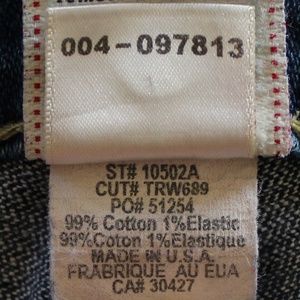 004-097813
ST# 10502A
CUT# TRW689
PO# 51254
99% Cotton 1%Elastic
99%Coton 1%Elastique
MADE IN U.S.A.
FRABRIQUE AU EUA
CA# 30427